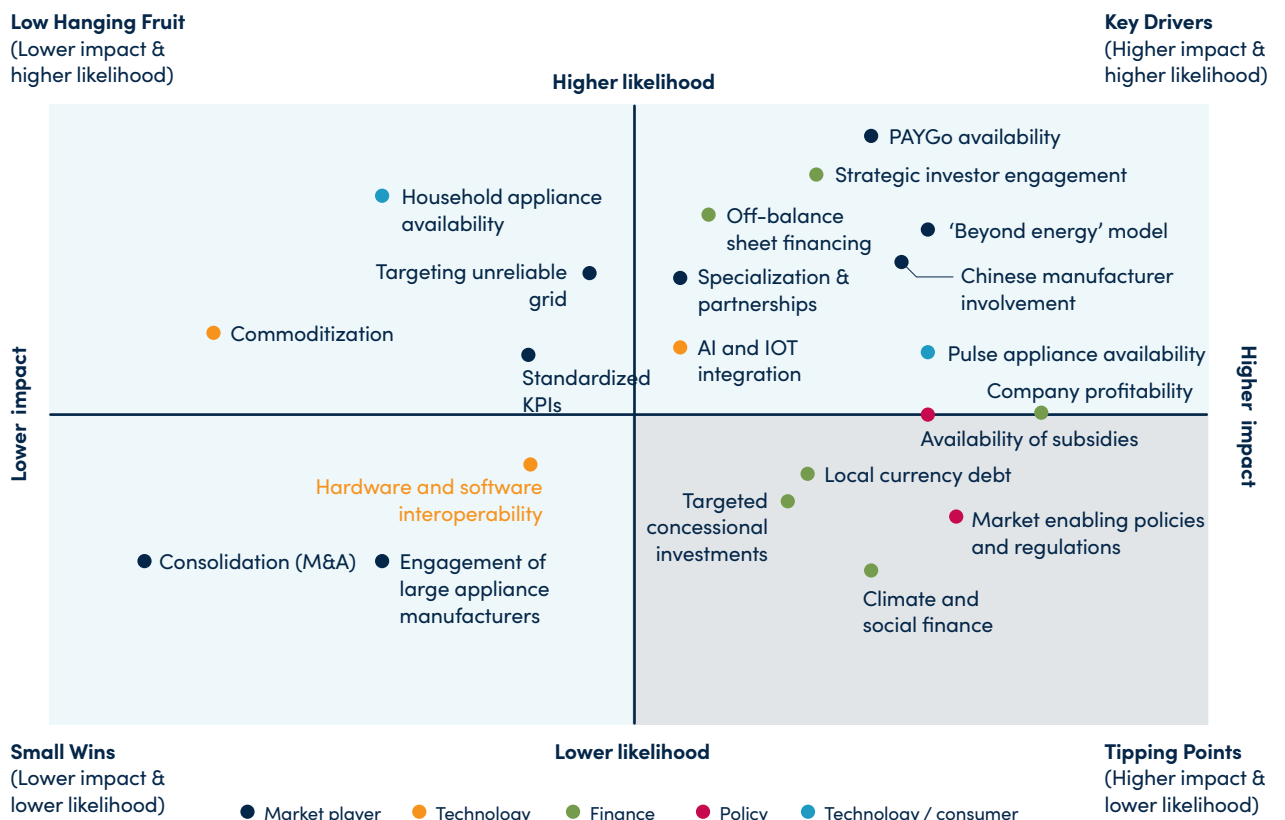 Low Hanging Fruit
(Lower impact &
higher likelihood)
Key Drivers
(Higher impact &
higher likelihood)
Higher likelihood
PAYGo availability
Strategic investor engagement
Household appliance
availability
Off-balance
sheet financing
‘Beyond energy’ model
Targeting unreliable
grid
Specialization &
partnerships
Chinese manufacturer
involvement
Commoditization
AI and IOT
integration
Pulse appliance availability
Standardized
KPIs
Company profitability
Lower impact
Higher impact
Availability of subsidies
Hardware and software
interoperability
Local currency debt
Targeted
concessional
investments
Market enabling policies
and regulations
Consolidation (M&A)
Engagement of
large appliance
manufacturers
Climate and
social finance
Small Wins
(Lower impact &
lower likelihood)
Lower likelihood
Tipping Points
(Higher impact &
lower likelihood)
Market player
Technology
Finance
Policy
Technology / consumer